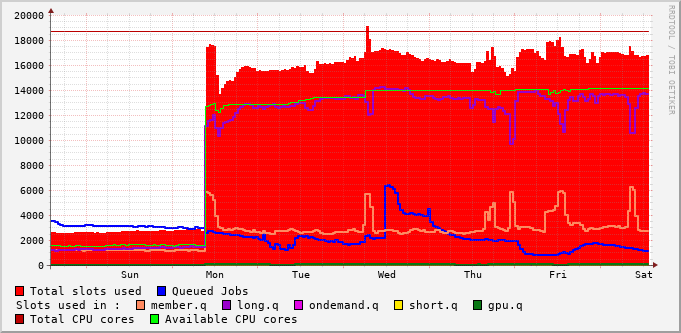 RRDTOOL / TOBI OETIKER
20000
18000
16000
14000
12000
10000
8000
6000
4000
2000
0
Sun Mon Tue Wed Thu Fri Sat
Total slots used Queued Jobs
Slots used in : member.q long.q ondemand.q short.q gpu.q
Total CPU cores Available CPU cores